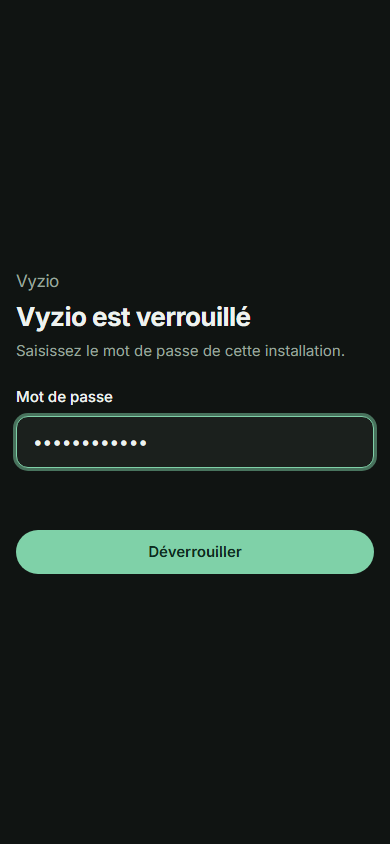 Vyzio
Vyzio est verrouillé
Saisissez le mot de passe de cette installation.
Mot de passe
••••••••••••
Déverrouiller